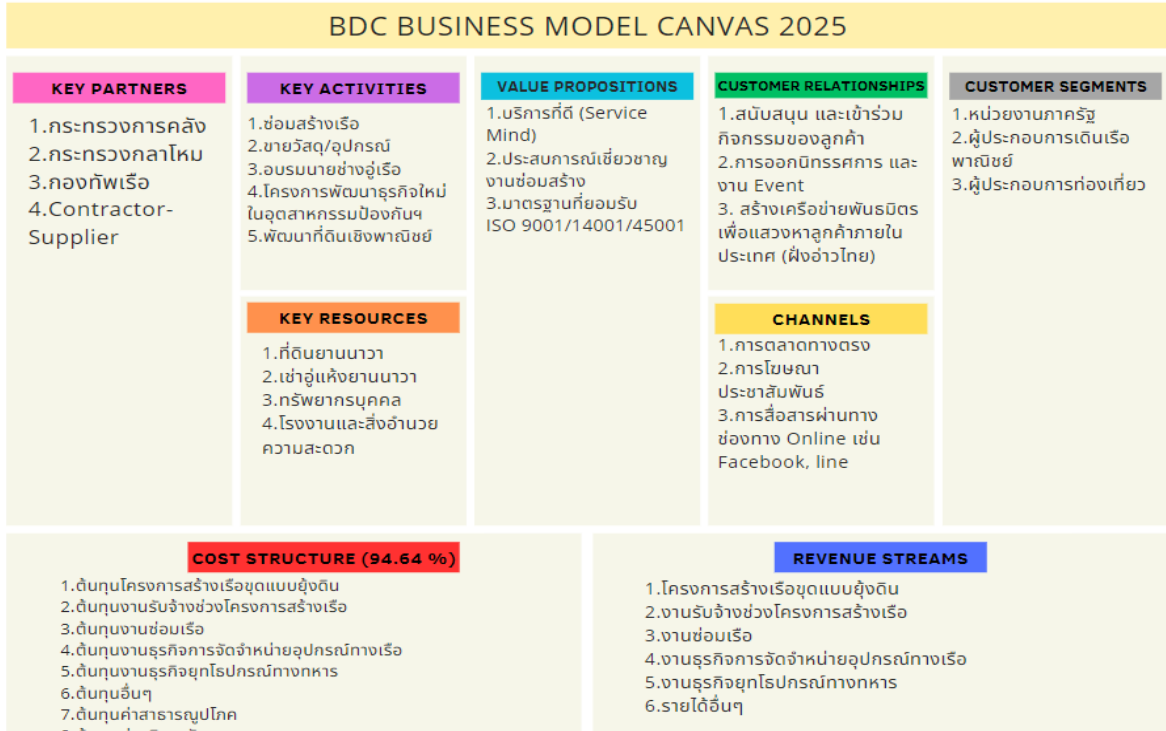 BDC BUSINESS MODEL CANVAS 2025
KEY PARTNERS
1.กระทรวงการคลัง
2.กระทรวงกลาโหม
3.กองทัพเรือ
4.Contractor-
Supplier
KEY ACTIVITIES
1.ซ่อมสร้างเรือ
2.ขายวัสดุ/อุปกรณ์
3.อบรมนายช่างอู่เรือ
4.โครงการพัฒนาธุรกิจใหม่
ในอุตสาหกรรมป้องกันฯ
5.พัฒนาที่ดินเชิงพาณิชย์
KEY RESOURCES
1.ที่ดินยานนาวา
2.เช่าอู่แห้งยานนาวา
3.ทรัพยากรบุคคล
4.โรงงานและสิ่งอำนวย
ความสะดวก
VALUE PROPOSITIONS
1.บริการที่ดี (Service
Mind)
2.ประสบการณ์เชี่ยวชาญ
งานซ่อมสร้าง
3.มาตรฐานที่ยอมรับ
ISO 9001/14001/45001
CUSTOMER RELATIONSHIPS
1.สนับสนุน และเข้าร่วม
กิจกรรมของลูกค้า
2.การออกนิทรรศการ และ
งาน Event
3. สร้างเครือข่ายพันธมิตร
เพื่อแสวงหาลูกค้าภายใน
ประเทศ (ฝั่งอ่าวไทย)
CHANNELS
1.การตลาดทางตรง
2.การโฆษณา
ประชาสัมพันธ์
3.การสื่อสารผ่านทาง
ช่องทาง Online เช่น
Facebook, line
CUSTOMER SEGMENTS
1.หน่วยงานภาครัฐ
2.ผู้ประกอบการเดินเรือ
พาณิชย์
3.ผู้ประกอบการท่องเที่ยว
COST STRUCTURE (94.64 %)
1.ต้นทุนโครงการสร้างเรือขุดแบบยุ้งดิน
2.ต้นทุนงานรับจ้างช่วงโครงการสร้างเรือ
3.ต้นทุนงานซ่อมเรือ
4.ต้นทุนงานธุรกิจการจัดจำหน่ายอุปกรณ์ทางเรือ
5.ต้นทุนงานธุรกิจยุทโธปกรณ์ทางทหาร
6.ต้นทุนอื่นๆ
7.ต้นทุนค่าสาธารณูปโภค
REVENUE STREAMS
1.โครงการสร้างเรือขุดแบบยุ้งดิน
2.งานรับจ้างช่วงโครงการสร้างเรือ
3.งานซ่อมเรือ
4.งานธุรกิจการจัดจำหน่ายอุปกรณ์ทางเรือ
5.งานธุรกิจยุทโธปกรณ์ทางทหาร
6.รายได้อื่นๆ